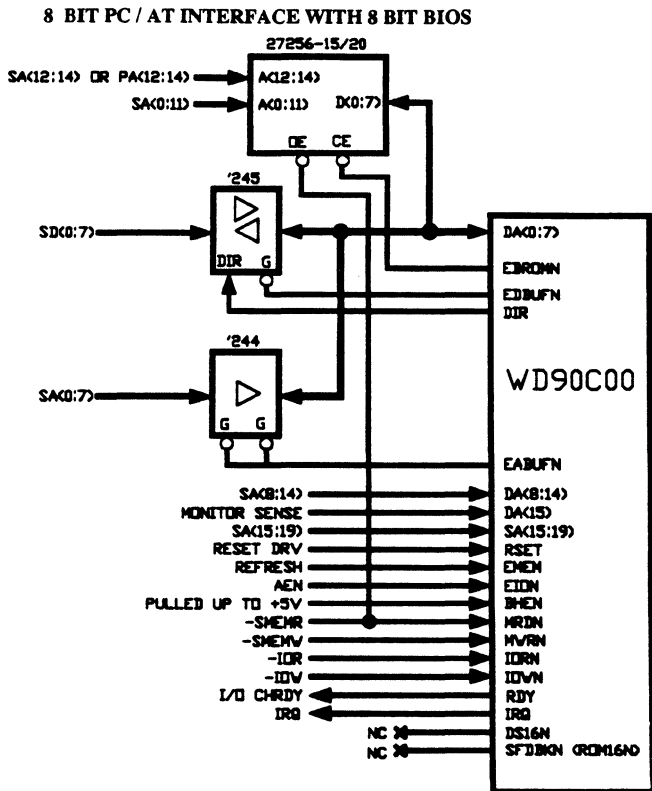 8 BIT PC / AT INTERFACE WITH 8 BIT BIOS
27256-15/20
SA(12:14) OR PA(12:14)
A(12:14)
SA(0:11)
A(0:11)
D(0:7)
OE
CE
'245
SD(0:7)
DA(0:7)
DIR
G
EBROMN
EDBUFN
DIR
'244
WD90C00
SA(0:7)
G
G
EABUFN
SA(8:14)
DA(8:14)
MONITOR SENSE
DA(15)
SA(15:19)
SA(15:19)
RESET DRV
RSET
REFRESH
EMEM
AEN
EION
PULLED UP TO +5V
BHEN
-SMEMR
MRDN
-SMEMW
MWRN
-IOR
IORN
-IOW
IOWN
I/O CHRDY
RDY
IRQ
IRQ
NC
DS16N
NC
SFDBKN (ROM16N)